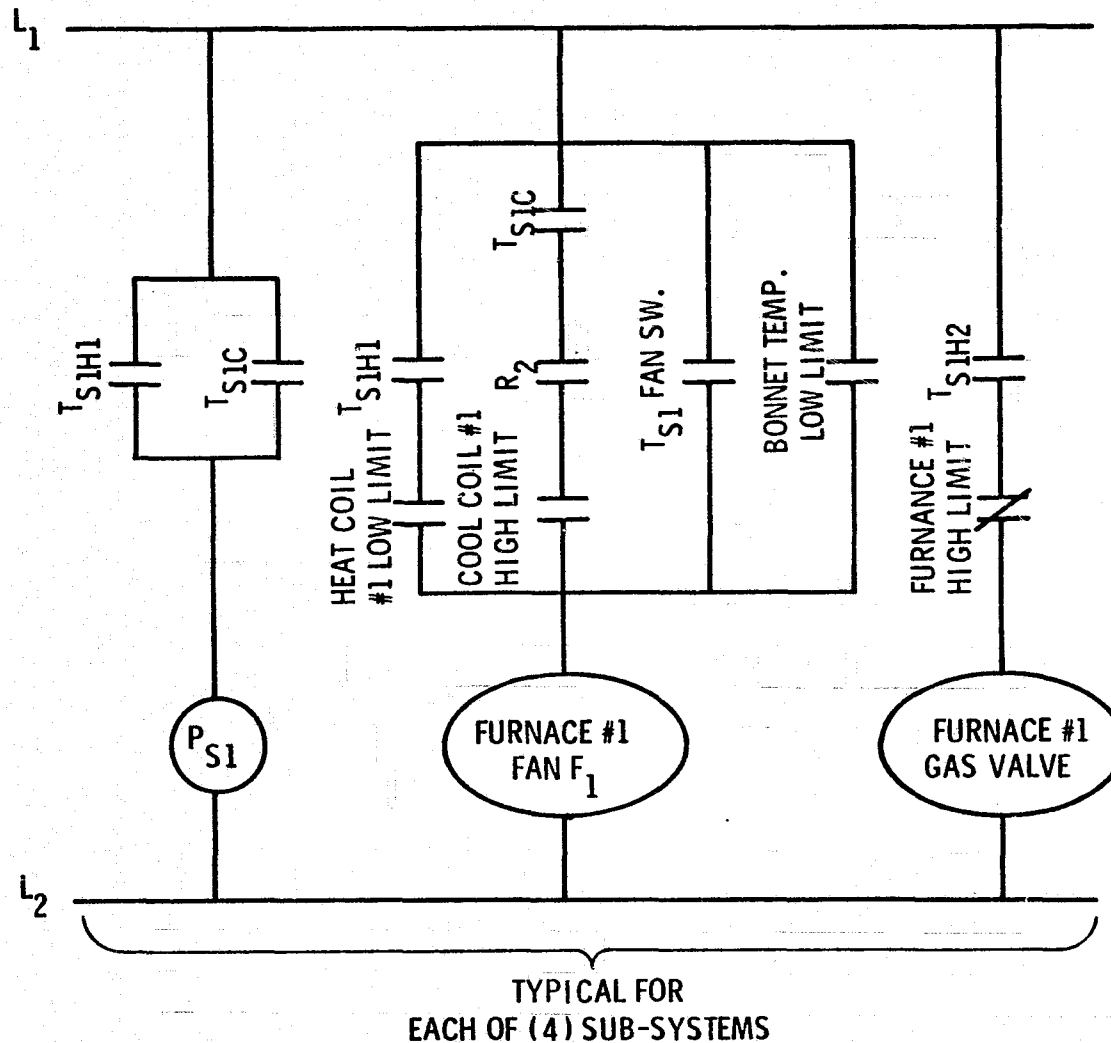 L1
TS1H1
TS1C
TS1H1
HEAT COIL
#1 LOW LIMIT
TS1C
R2
COOL COIL #1
HIGH LIMIT
TS1 FAN SW.
BONNET TEMP.
LOW LIMIT
TS1H2
FURNANCE #1
HIGH LIMIT
PS1
FURNACE #1
FAN F1
FURNACE #1
GAS VALVE
L2
TYPICAL FOR
EACH OF (4) SUB-SYSTEMS